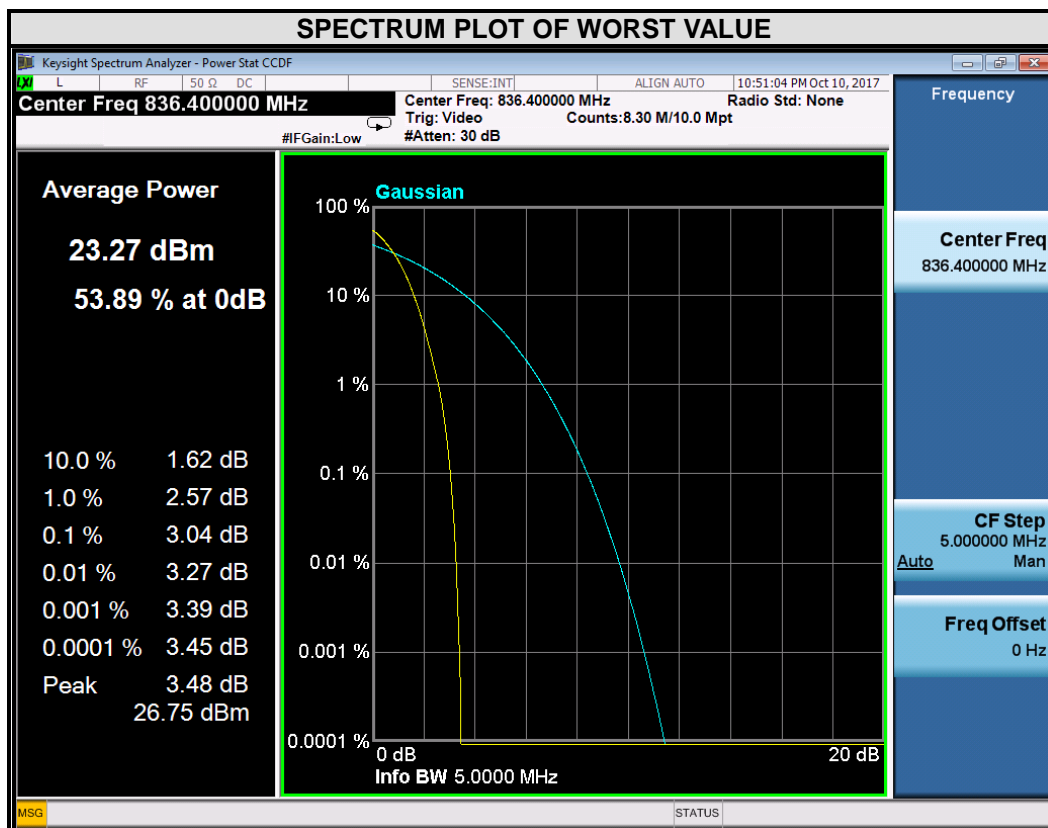 SPECTRUM PLOT OF WORST VALUE
Keysight Spectrum Analyzer - Power Stat CCDF
LXI L RF 50 Ω DC SENSE:INT ALIGN AUTO 10:51:04 PM Oct 10, 2017
Center Freq 836.400000 MHz
Center Freq: 836.400000 MHz Radio Std: None
Trig: Video Counts:8.30 M/10.0 Mpt
#IFGain:Low #Atten: 30 dB
Frequency
Average Power
23.27 dBm
53.89 % at 0dB
10.0 % 1.62 dB
1.0 % 2.57 dB
0.1 % 3.04 dB
0.01 % 3.27 dB
0.001 % 3.39 dB
0.0001 % 3.45 dB
Peak 3.48 dB
26.75 dBm
Gaussian
100 %
10 %
1 %
0.1 %
0.01 %
0.001 %
0.0001 %
0 dB 20 dB
Info BW 5.0000 MHz
Center Freq
836.400000 MHz
CF Step
5.000000 MHz
Auto Man
Freq Offset
0 Hz
MSG STATUS